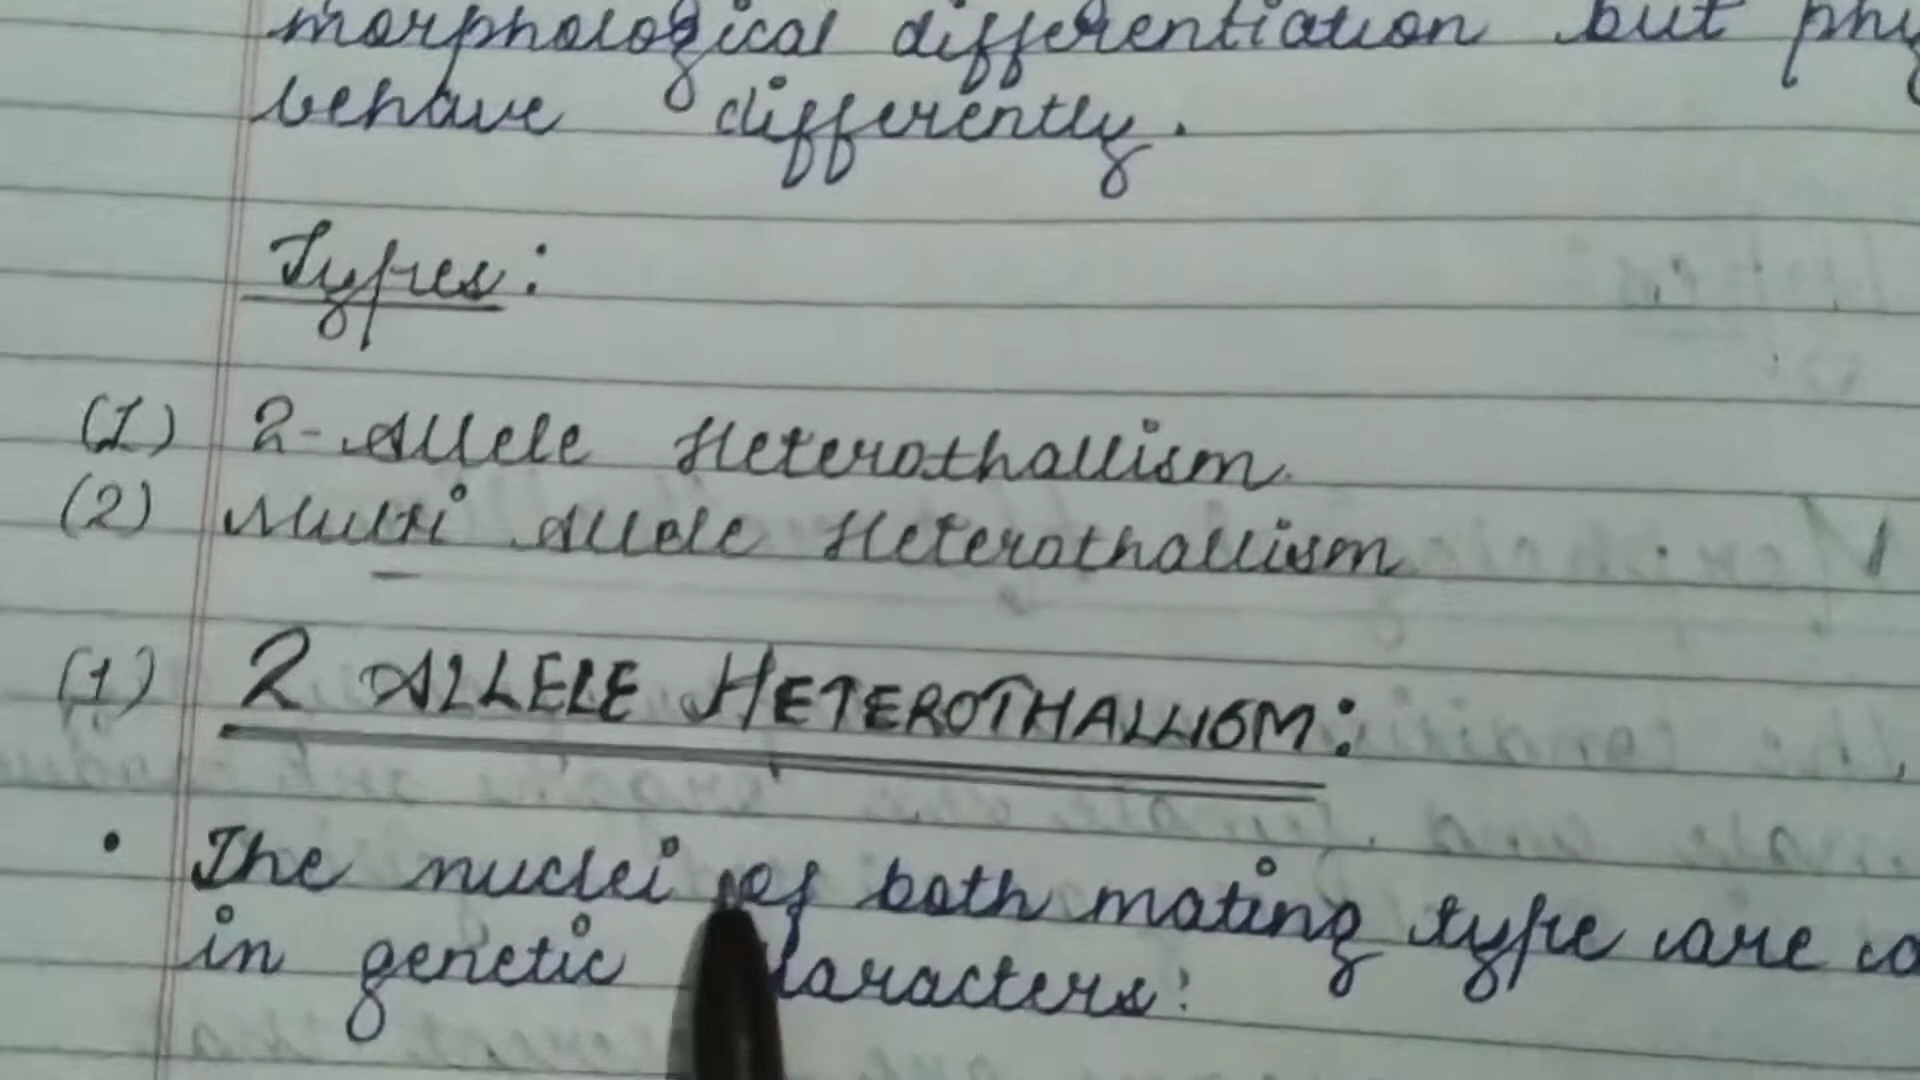 morphological differentiation but
behave differently.
Types:
(1) 2-Allele Heterothallism
(2) Multi Allele Heterothallism
(1) 2 ALLELE HETEROTHALLISM:
• The nuclei of both mating type are
in genetic characters: